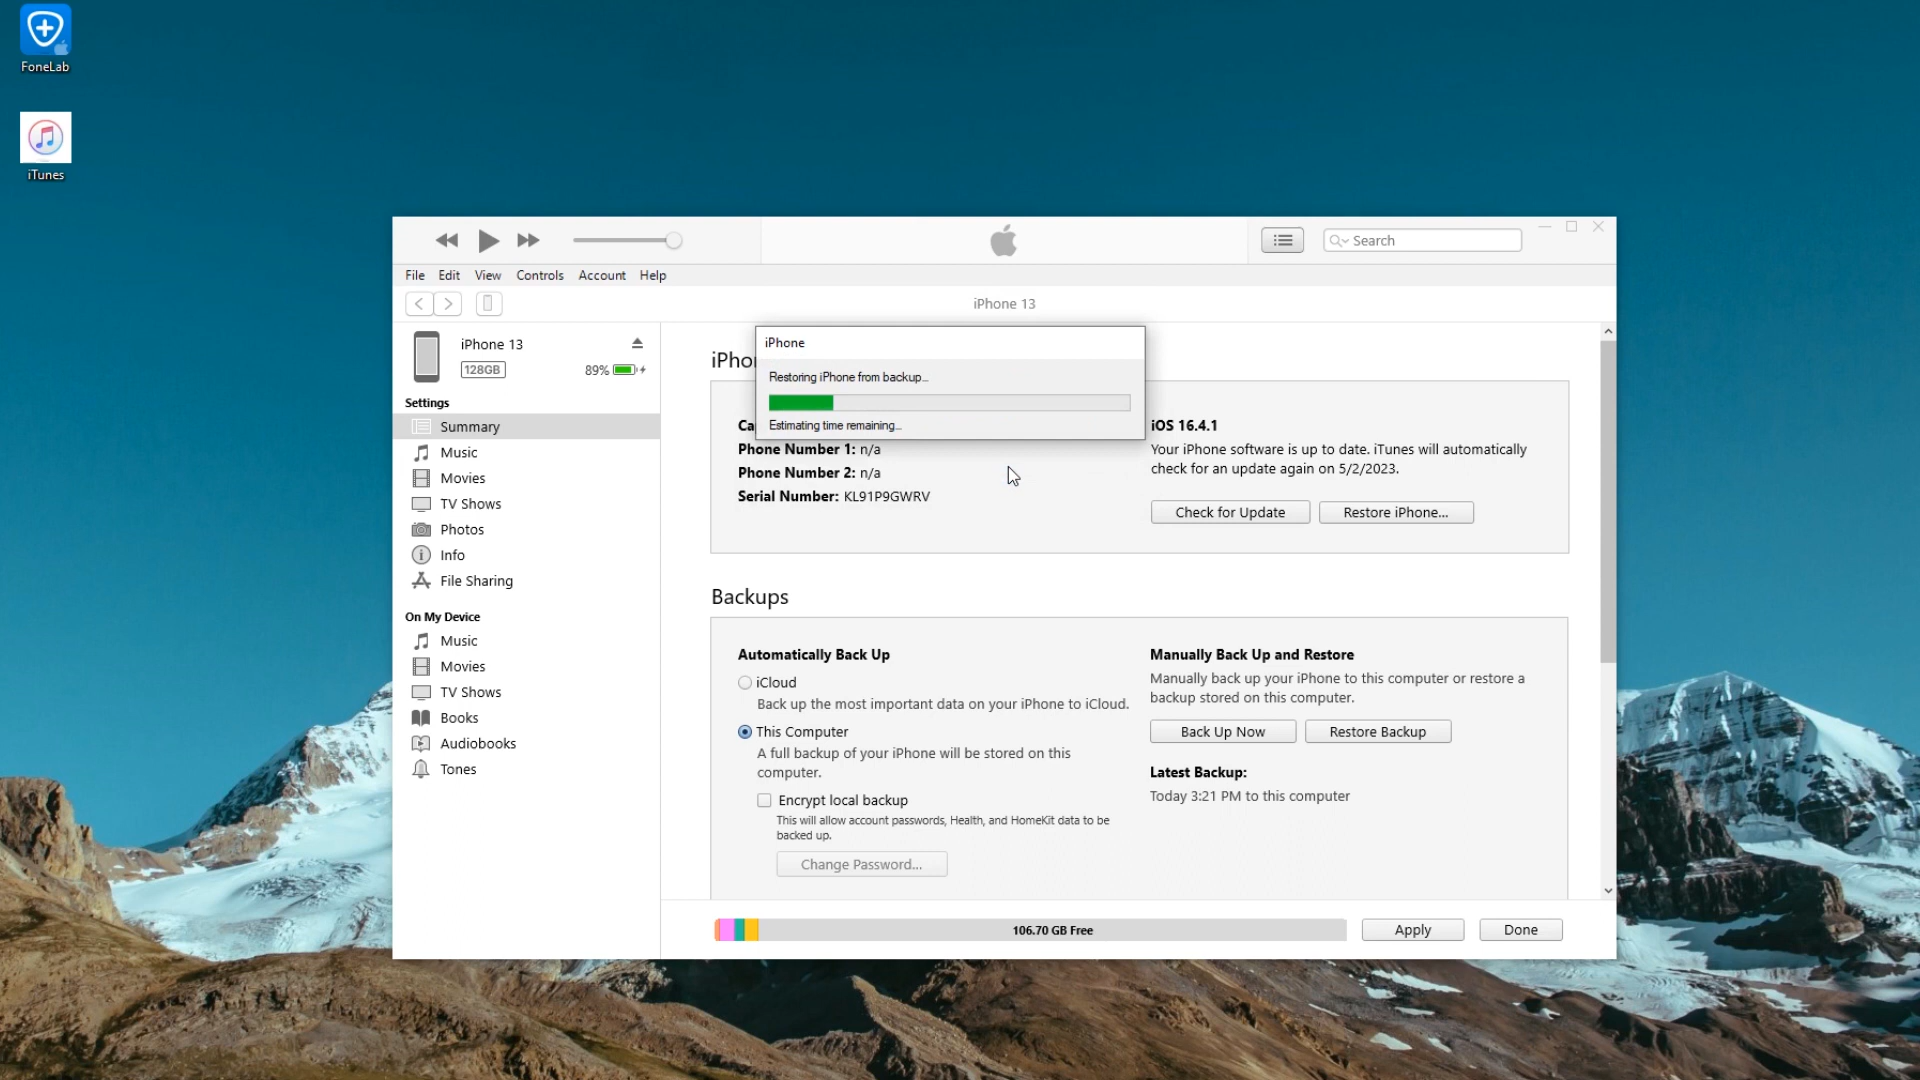 FoneLab
iTunes
Search
File Edit View Controls Account Help
iPhone 13
iPhone 13
128GB
89%
Settings
Summary
Music
Movies
TV Shows
Photos
Info
File Sharing
On My Device
Music
Movies
TV Shows
Books
Audiobooks
Tones
iPhone
Restoring iPhone from backup...
Estimating time remaining...
Phone Number 1: n/a
Phone Number 2: n/a
Serial Number: KL91P9GWRV
iOS 16.4.1
Your iPhone software is up to date. iTunes will automatically
check for an update again on 5/2/2023.
Check for Update Restore iPhone...
Backups
Automatically Back Up
iCloud
Back up the most important data on your iPhone to iCloud.
This Computer
A full backup of your iPhone will be stored on this
computer.
Encrypt local backup
This will allow account passwords, Health, and HomeKit data to be
backed up.
Change Password...
Manually Back Up and Restore
Manually back up your iPhone to this computer or restore a
backup stored on this computer.
Back Up Now Restore Backup
Latest Backup:
Today 3:21 PM to this computer
106.70 GB Free
Apply Done